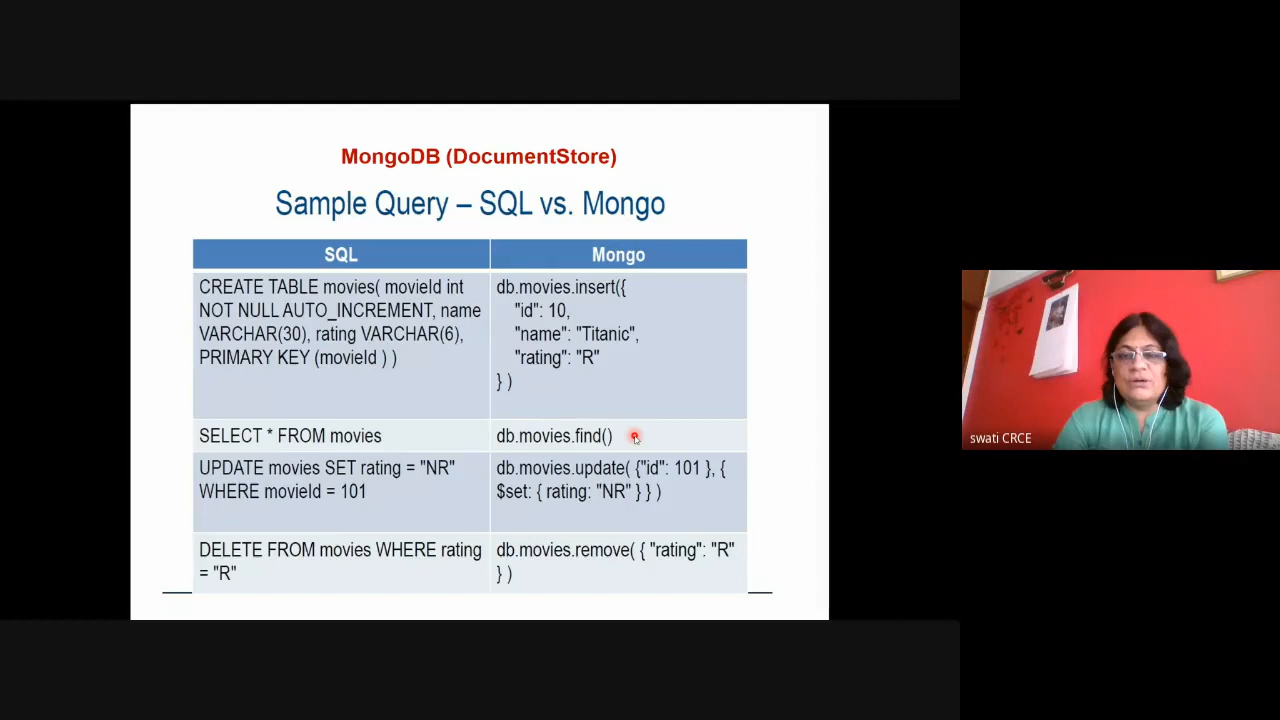 MongoDB (DocumentStore)
Sample Query – SQL vs. Mongo
SQL
Mongo
CREATE TABLE movies( movieId int
NOT NULL AUTO_INCREMENT, name
VARCHAR(30), rating VARCHAR(6),
PRIMARY KEY (movieId ) )
db.movies.insert({
"id": 10,
"name": "Titanic",
"rating": "R"
} )
SELECT * FROM movies
db.movies.find()
UPDATE movies SET rating = "NR"
WHERE movieId = 101
db.movies.update( {"id": 101 }, {
$set: { rating: "NR" } } )
DELETE FROM movies WHERE rating
= "R"
db.movies.remove( { "rating": "R"
} )
swati CRCE